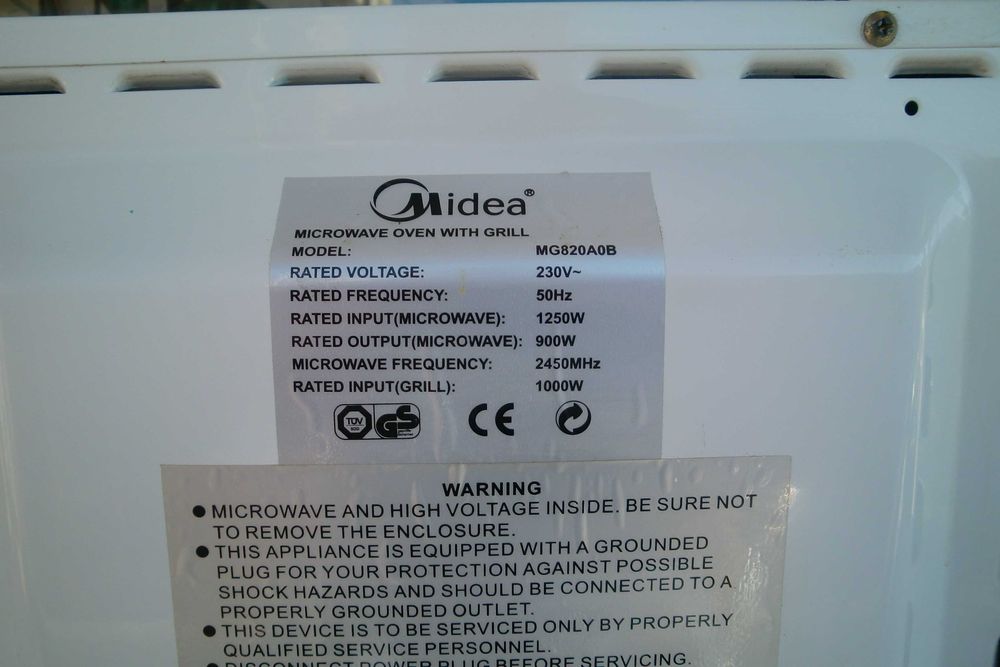 Midea®
MICROWAVE OVEN WITH GRILL
MODEL: MG820A0B
RATED VOLTAGE: 230V~
RATED FREQUENCY: 50Hz
RATED INPUT(MICROWAVE): 1250W
RATED OUTPUT(MICROWAVE): 900W
MICROWAVE FREQUENCY: 2450MHz
RATED INPUT(GRILL): 1000W
TÜV GS CE
WARNING
● MICROWAVE AND HIGH VOLTAGE INSIDE. BE SURE NOT
TO REMOVE THE ENCLOSURE.
● THIS APPLIANCE IS EQUIPPED WITH A GROUNDED
PLUG FOR YOUR PROTECTION AGAINST POSSIBLE
SHOCK HAZARDS AND SHOULD BE CONNECTED TO A
PROPERLY GROUNDED OUTLET.
● THIS DEVICE IS TO BE SERVICED ONLY BY PROPERLY
QUALIFIED SERVICE PERSONNEL.
● DISCONNECT POWER PLUG BEFORE SERVICING.